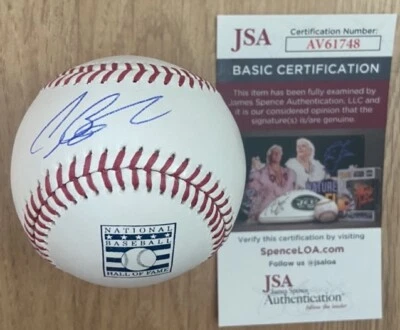 NATIONAL
BASEBALL
HALL OF FAME
JSA
Certification Number:
AV61748
BASIC CERTIFICATION
This item has been fully examined by
James Spence Authentication, LLC and
it is our considered opinion that the
signature(s) is/are genuine.
Verify this certification by visiting
SpenceLOA.com
Follow us @jsaloa
JSA
James Spence
Authentication